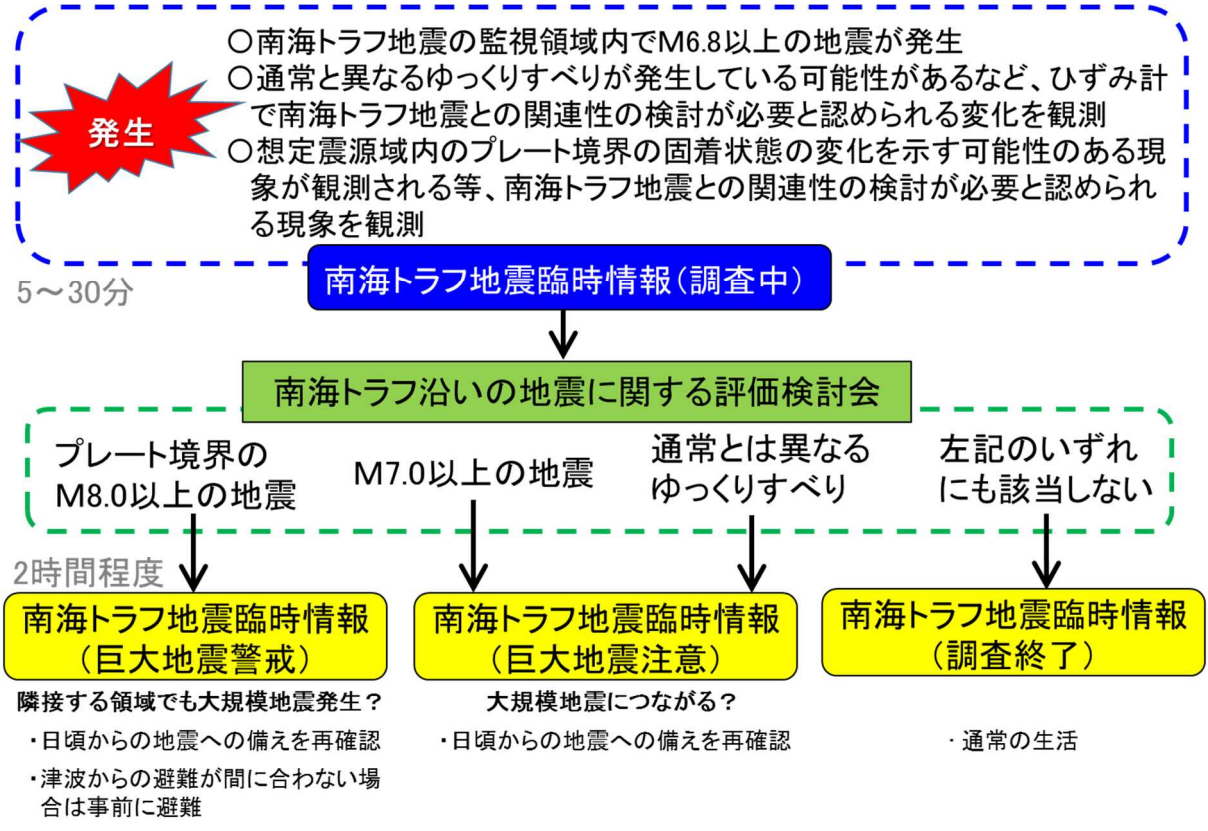 発生
○南海トラフ地震の監視領域内でM6.8以上の地震が発生
○通常と異なるゆっくりすべりが発生している可能性があるなど、ひずみ計
で南海トラフ地震との関連性の検討が必要と認められる変化を観測
○想定震源域内のプレート境界の固着状態の変化を示す可能性のある現
象が観測される等、南海トラフ地震との関連性の検討が必要と認められ
る現象を観測
5～30分
南海トラフ地震臨時情報(調査中)
南海トラフ沿いの地震に関する評価検討会
プレート境界の
M8.0以上の地震
M7.0以上の地震
通常とは異なる
ゆっくりすべり
左記のいずれ
にも該当しない
2時間程度
南海トラフ地震臨時情報
(巨大地震警戒)
南海トラフ地震臨時情報
(巨大地震注意)
南海トラフ地震臨時情報
(調査終了)
隣接する領域でも大規模地震発生?
・日頃からの地震への備えを再確認
・津波からの避難が間に合わない場
合は事前に避難
大規模地震につながる?
・日頃からの地震への備えを再確認
・通常の生活